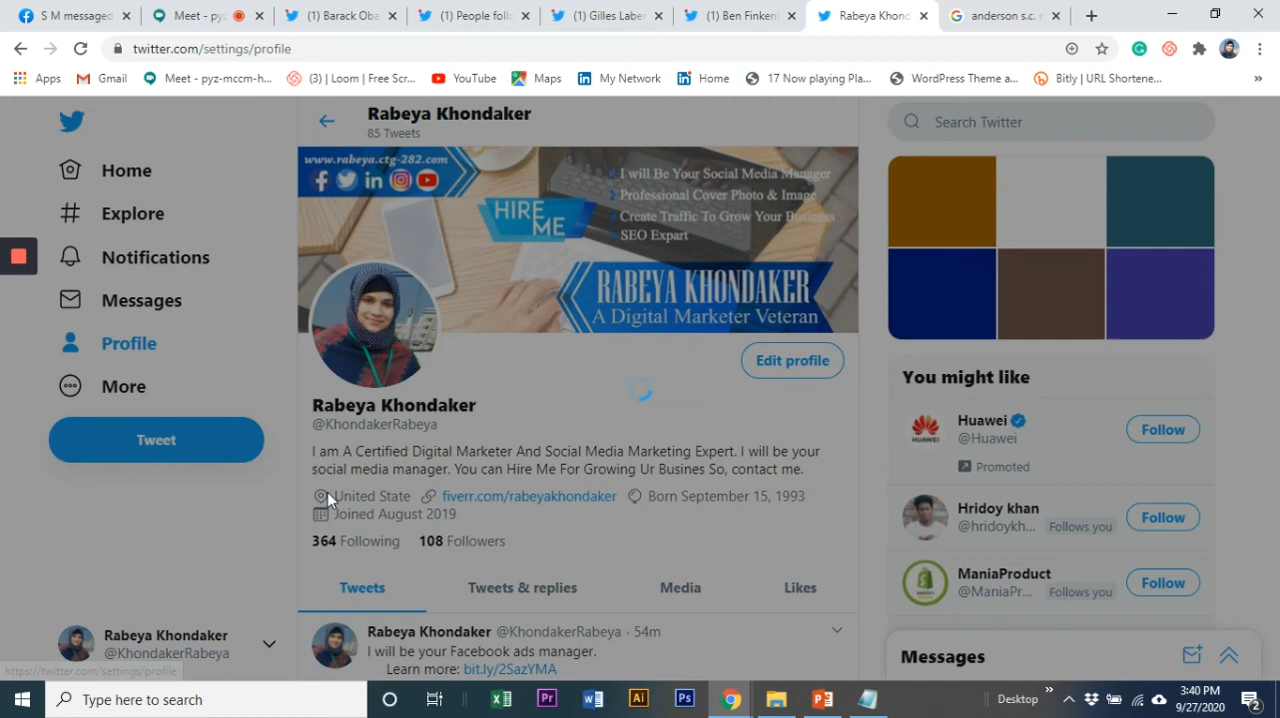 S M messaged
Meet - pyz
(1) Barack Oba
(1) People foll
(1) Gilles Labe
(1) Ben Finken
Rabeya Khond
anderson s.c. r
twitter.com/settings/profile
Apps
Gmail
Meet - pyz-mccm-h...
(3) | Loom | Free Scr...
YouTube
Maps
My Network
Home
17 Now playing Pla...
WordPress Theme a...
Bitly | URL Shortene...
»
Rabeya Khondaker
85 Tweets
Search Twitter
Home
Explore
Notifications
Messages
Profile
More
Tweet
www.rabeya.ctg-282.com
I will Be Your Social Media Manager
Professional Cover Photo & Image
Create Traffic To Grow Your Business
SEO Expart
HIRE
ME
RABEYA KHONDAKER
A Digital Marketer Veteran
Edit profile
Rabeya Khondaker
@KhondakerRabeya
I am A Certified Digital Marketer And Social Media Marketing Expert. I will be your
social media manager. You can Hire Me For Growing Ur Busines So, contact me.
United State fiverr.com/rabeyakhondaker Born September 15, 1993
Joined August 2019
364 Following 108 Followers
Tweets Tweets & replies Media Likes
Rabeya Khondaker @KhondakerRabeya · 54m
I will be your Facebook ads manager.
Learn more: bit.ly/2SazYMA
You might like
Huawei
@Huawei
Promoted
Follow
HUAWEI
Hridoy khan
@hridoykh... Follows you
Follow
ManiaProduct
@ManiaPr... Follows you
Follow
Messages
Rabeya Khondaker
@KhondakerRabeya
https://twitter.com/settings/profile
Type here to search
Desktop
»
3:40 PM
9/27/2020
2